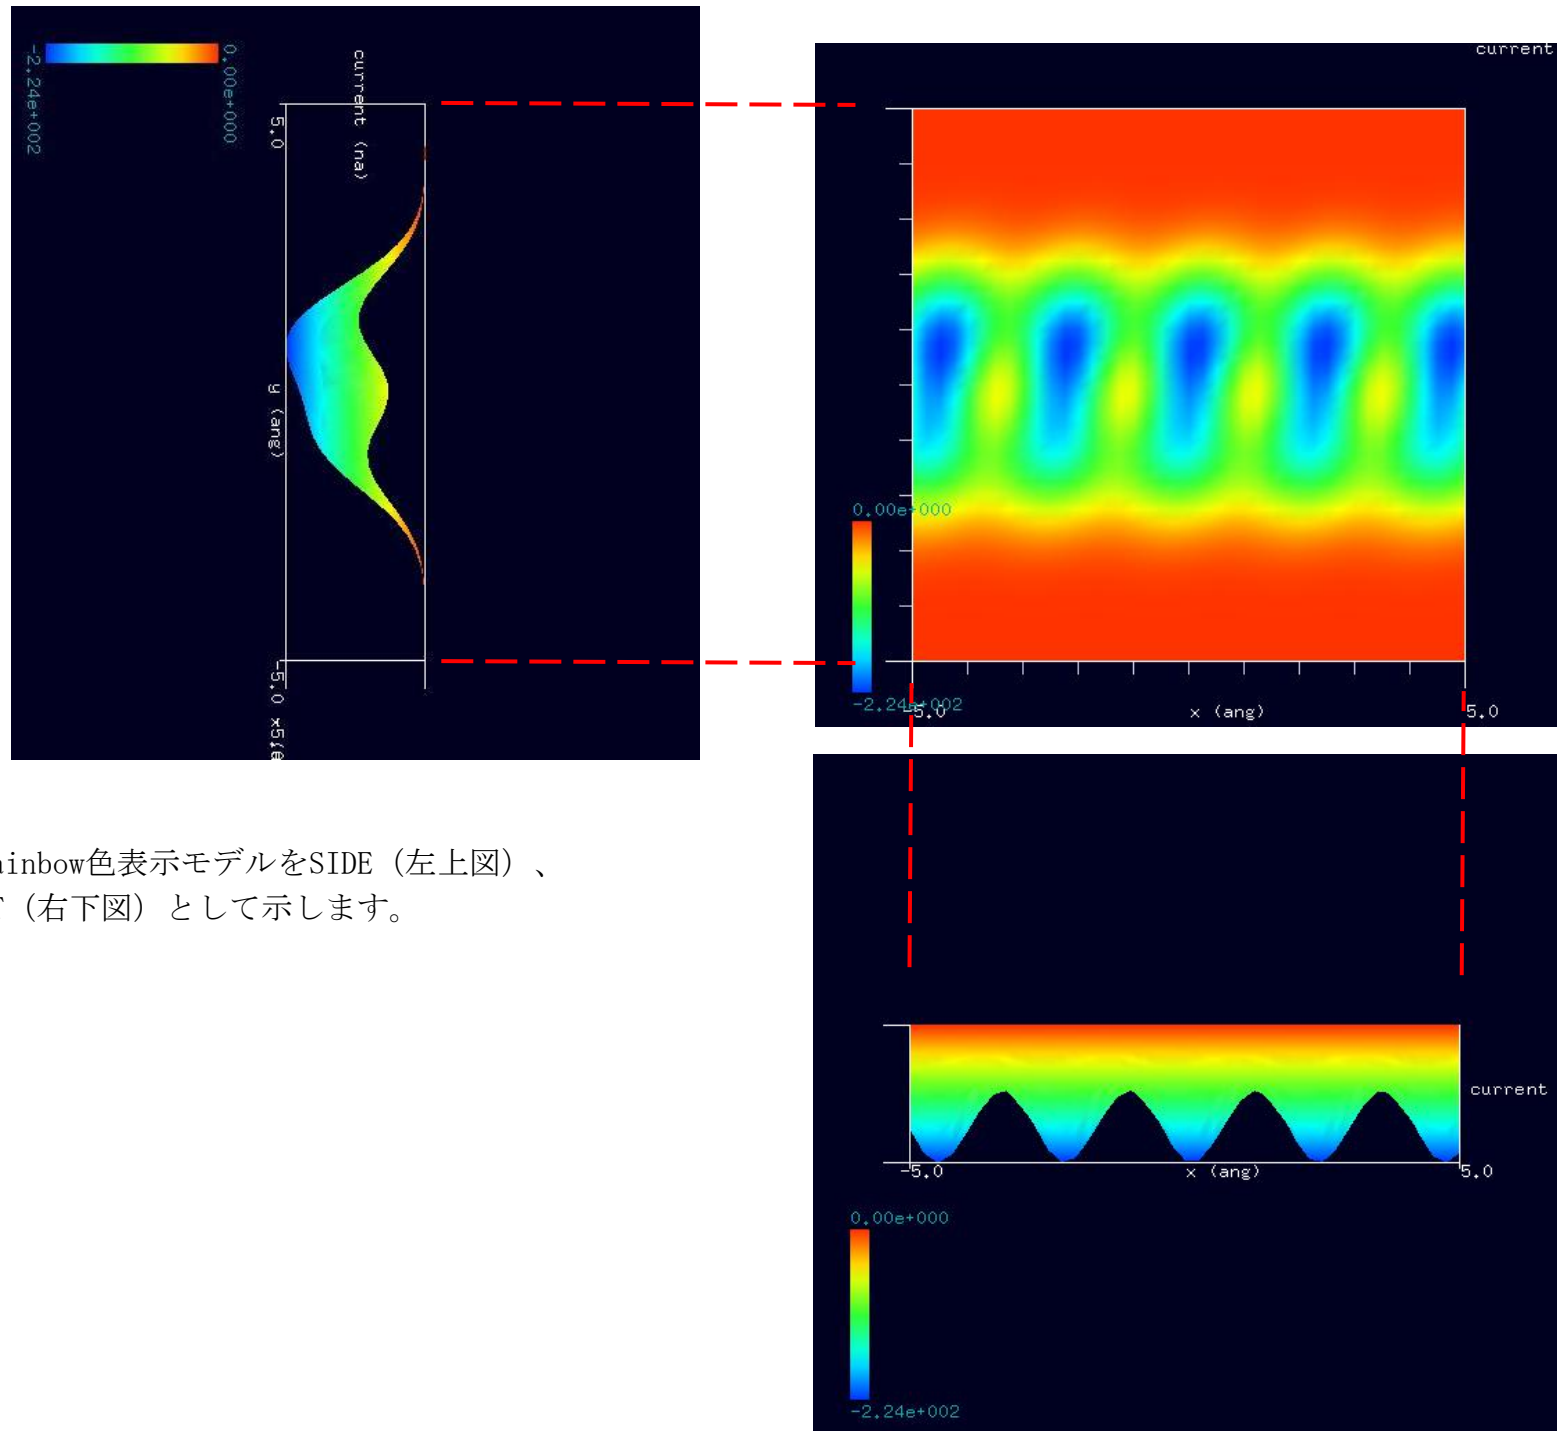 -2.24e+002
0.00e+000
current (na)
5.0
y (ang)
-5.0
current
0.00e+000
-2.24e+002
-5.0
x (ang)
5.0
ainbow色表示モデルをSIDE（左上図）、
T（右下図）として示します。
current
-5.0
x (ang)
5.0
0.00e+000
-2.24e+002